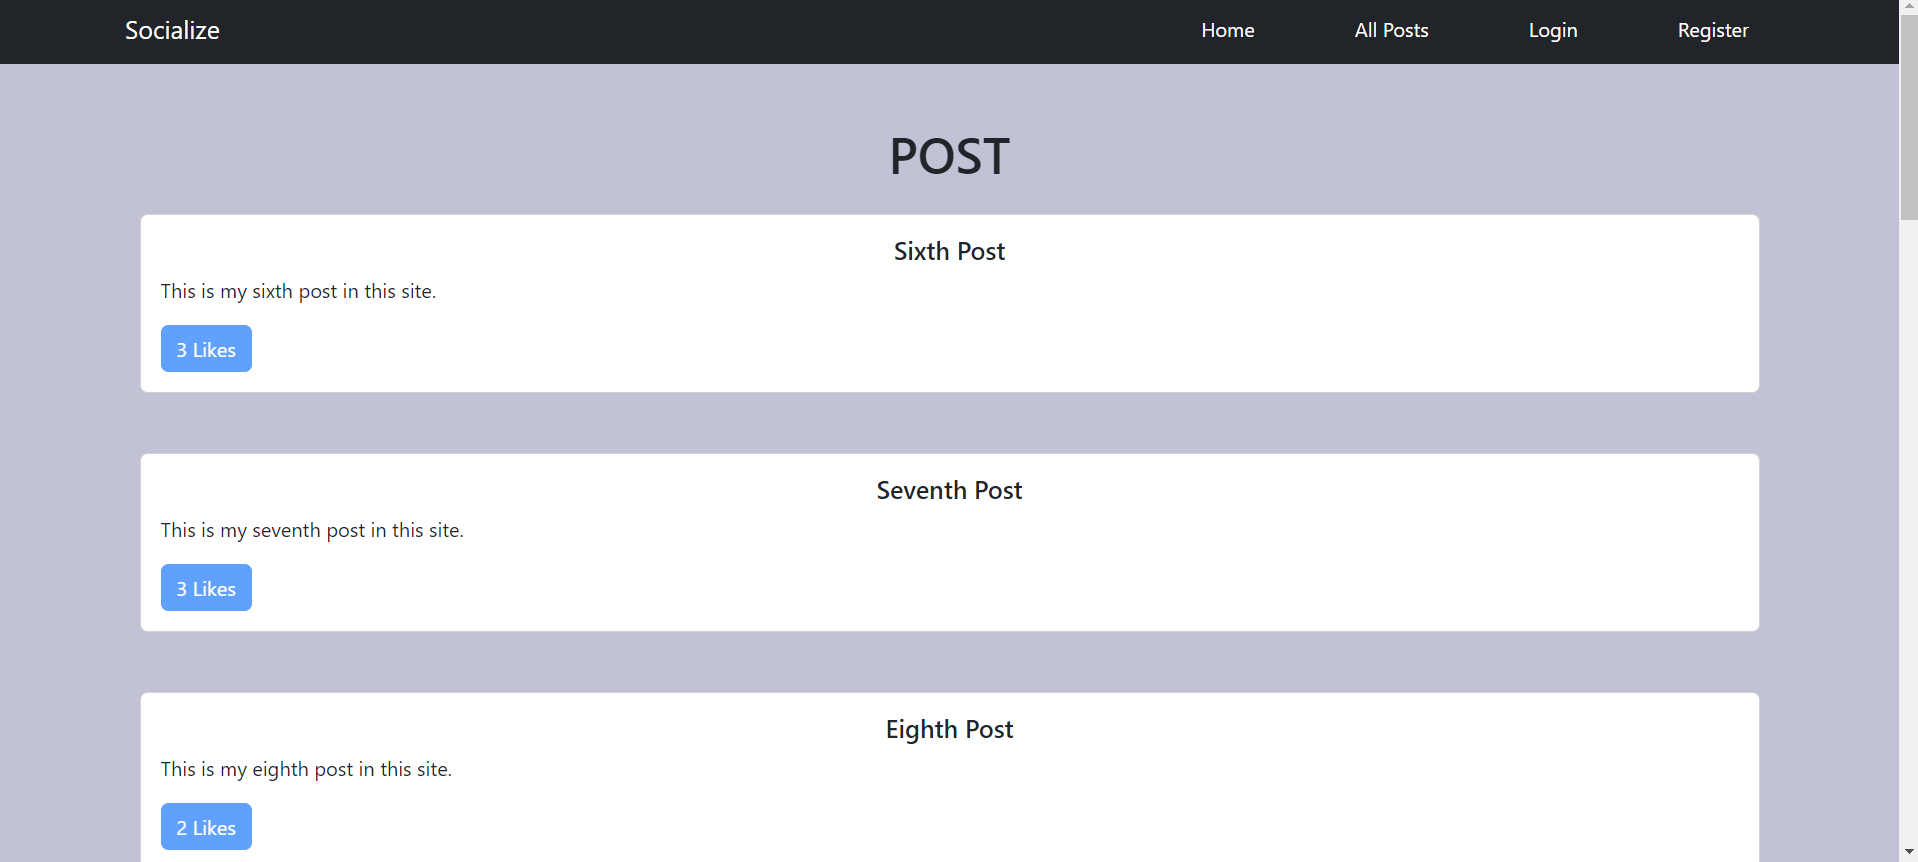 Socialize Home All Posts Login Register
POST
Sixth Post
This is my sixth post in this site.
3 Likes
Seventh Post
This is my seventh post in this site.
3 Likes
Eighth Post
This is my eighth post in this site.
2 Likes